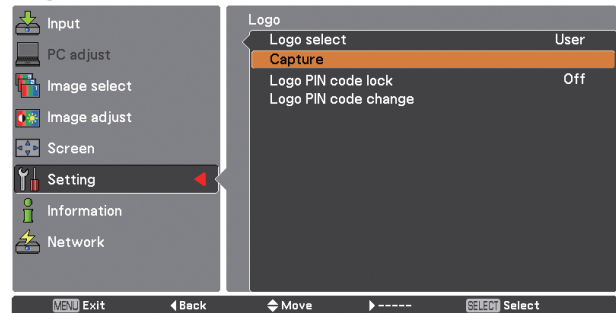 Input
PC adjust
Image select
Image adjust
Screen
Setting
Information
Network
Logo
Logo select User
Capture
Logo PIN code lock Off
Logo PIN code change
MENU Exit Back Move ----- SELECT Select